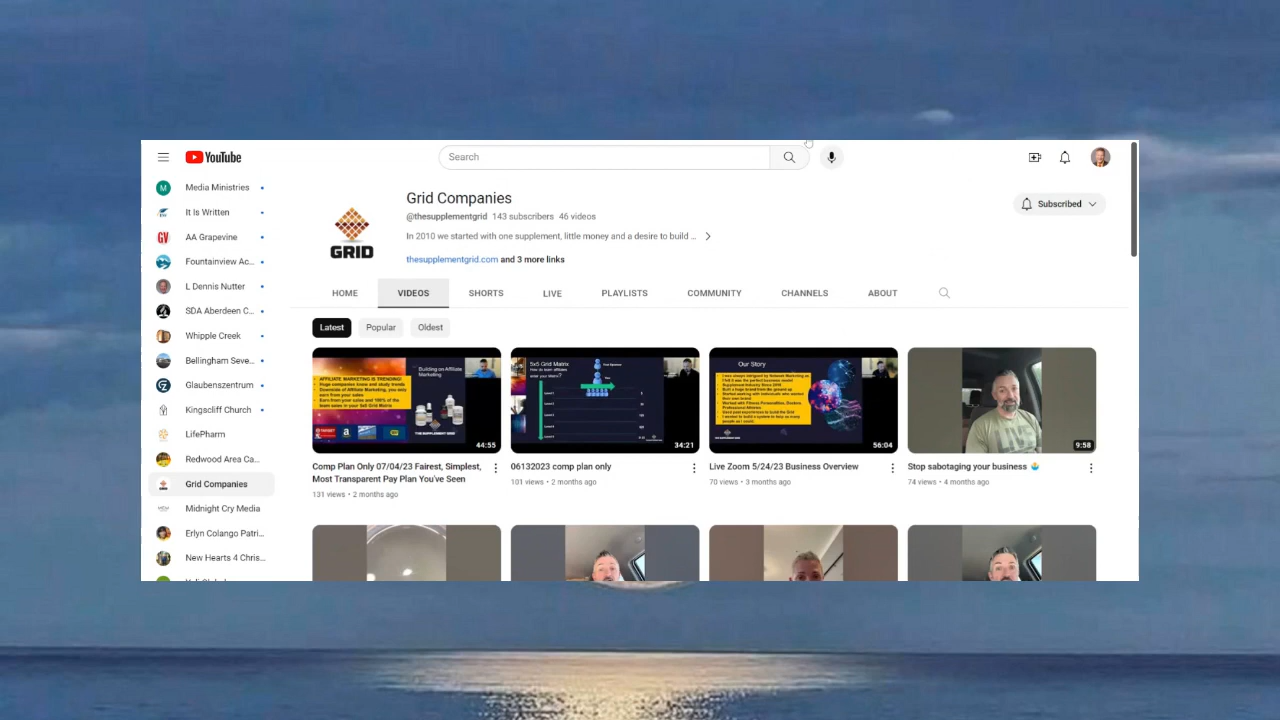 YouTube
Search
Media Ministries
It Is Written
AA Grapevine
Fountainview Ac...
L Dennis Nutter
SDA Aberdeen C...
Whipple Creek
Bellingham Seve...
Glaubenszentrum
Kingscliff Church
LifePharm
Redwood Area Ca...
Grid Companies
Midnight Cry Media
Erlyn Colango Patri...
New Hearts 4 Chris...
GRID
Grid Companies
@thesupplementgrid 143 subscribers 46 videos
In 2010 we started with one supplement, little money and a desire to build ...
thesupplementgrid.com and 3 more links
Subscribed
HOME VIDEOS SHORTS LIVE PLAYLISTS COMMUNITY CHANNELS ABOUT
Latest Popular Oldest
Building on Affiliate
Marketing
AFFILIATE MARKETING IS TRENDING!
THE SUPPLEMENT GRID
44:55
5x5 Grid Matrix
34:21
Our Story
56:04
9:58
Comp Plan Only 07/04/23 Fairest, Simplest,
Most Transparent Pay Plan You've Seen
131 views • 2 months ago
06132023 comp plan only
101 views • 2 months ago
Live Zoom 5/24/23 Business Overview
70 views • 3 months ago
Stop sabotaging your business
74 views • 4 months ago